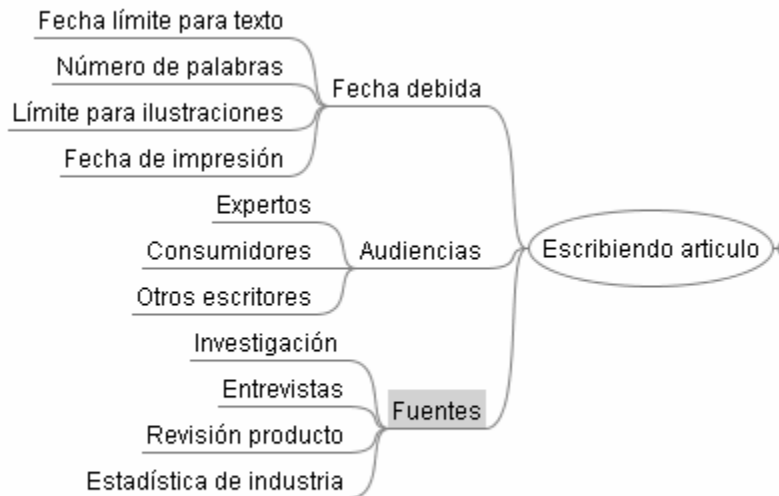 Fecha límite para texto
Número de palabras
Fecha debida
Límite para ilustraciones
Fecha de impresión
Expertos
Consumidores
Audiencias
Escribiendo articulo
Otros escritores
Investigación
Entrevistas
Fuentes
Revisión producto
Estadística de industria